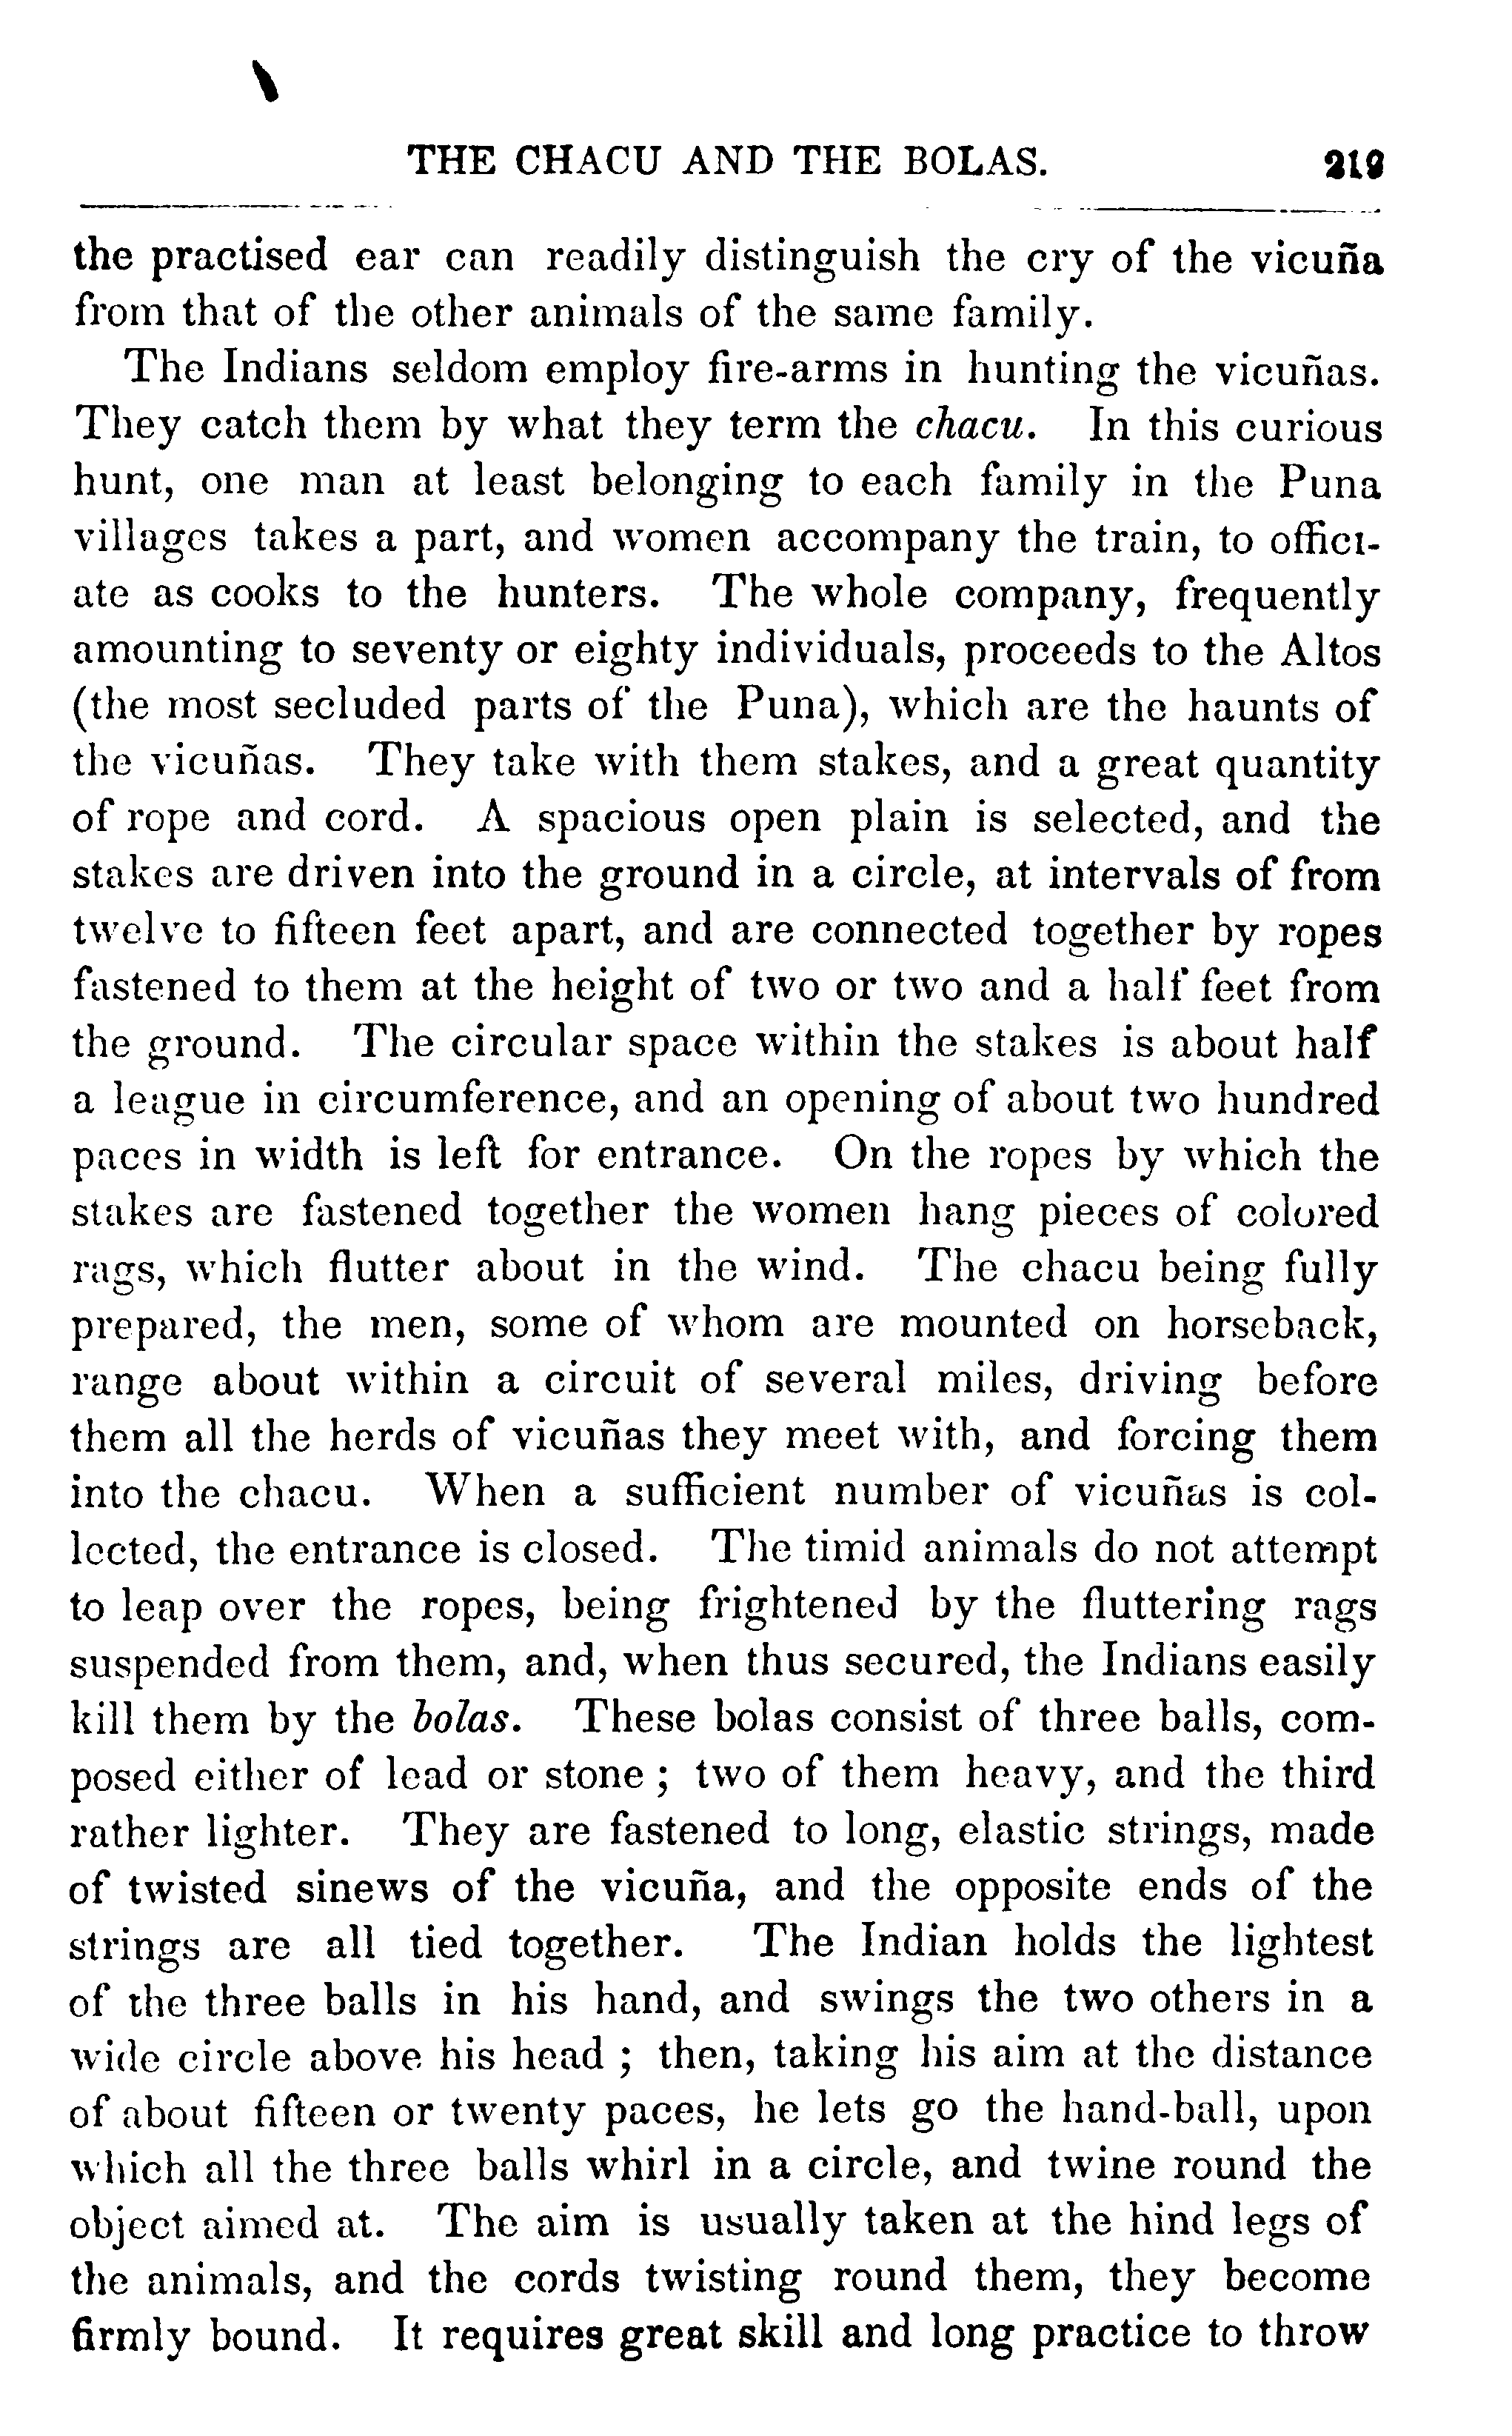 THE CHACU AND THE BOLAS. 219
the practised ear can readily distinguish the cry of the vicuña
from that of the other animals of the same family.
The Indians seldom employ fire-arms in hunting the vicuñas.
They catch them by what they term the chacu. In this curious
hunt, one man at least belonging to each family in the Puna
villages takes a part, and women accompany the train, to offici-
ate as cooks to the hunters. The whole company, frequently
amounting to seventy or eighty individuals, proceeds to the Altos
(the most secluded parts of the Puna), which are the haunts of
the vicuñas. They take with them stakes, and a great quantity
of rope and cord. A spacious open plain is selected, and the
stakes are driven into the ground in a circle, at intervals of from
twelve to fifteen feet apart, and are connected together by ropes
fastened to them at the height of two or two and a half feet from
the ground. The circular space within the stakes is about half
a league in circumference, and an opening of about two hundred
paces in width is left for entrance. On the ropes by which the
stakes are fastened together the women hang pieces of colored
rags, which flutter about in the wind. The chacu being fully
prepared, the men, some of whom are mounted on horseback,
range about within a circuit of several miles, driving before
them all the herds of vicuñas they meet with, and forcing them
into the chacu. When a sufficient number of vicuñas is col-
lected, the entrance is closed. The timid animals do not attempt
to leap over the ropes, being frightened by the fluttering rags
suspended from them, and, when thus secured, the Indians easily
kill them by the bolas. These bolas consist of three balls, com-
posed either of lead or stone ; two of them heavy, and the third
rather lighter. They are fastened to long, elastic strings, made
of twisted sinews of the vicuña, and the opposite ends of the
strings are all tied together. The Indian holds the lightest
of the three balls in his hand, and swings the two others in a
wide circle above his head ; then, taking his aim at the distance
of about fifteen or twenty paces, he lets go the hand-ball, upon
which all the three balls whirl in a circle, and twine round the
object aimed at. The aim is usually taken at the hind legs of
the animals, and the cords twisting round them, they become
firmly bound. It requires great skill and long practice to throw